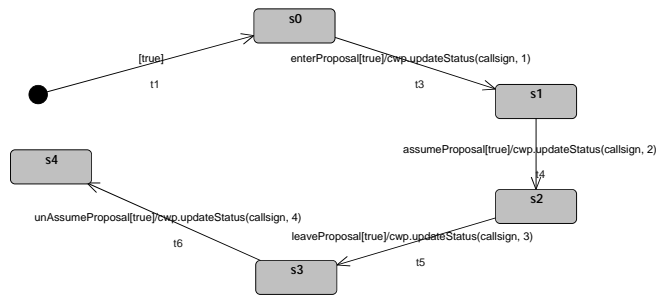 s0
[true]
t1
enterProposal[true]/cwp.updateStatus(callsign, 1)
t3
s1
assumeProposal[true]/cwp.updateStatus(callsign, 2)
t4
s4
s2
unAssumeProposal[true]/cwp.updateStatus(callsign, 4)
t6
leaveProposal[true]/cwp.updateStatus(callsign, 3)
t5
s3